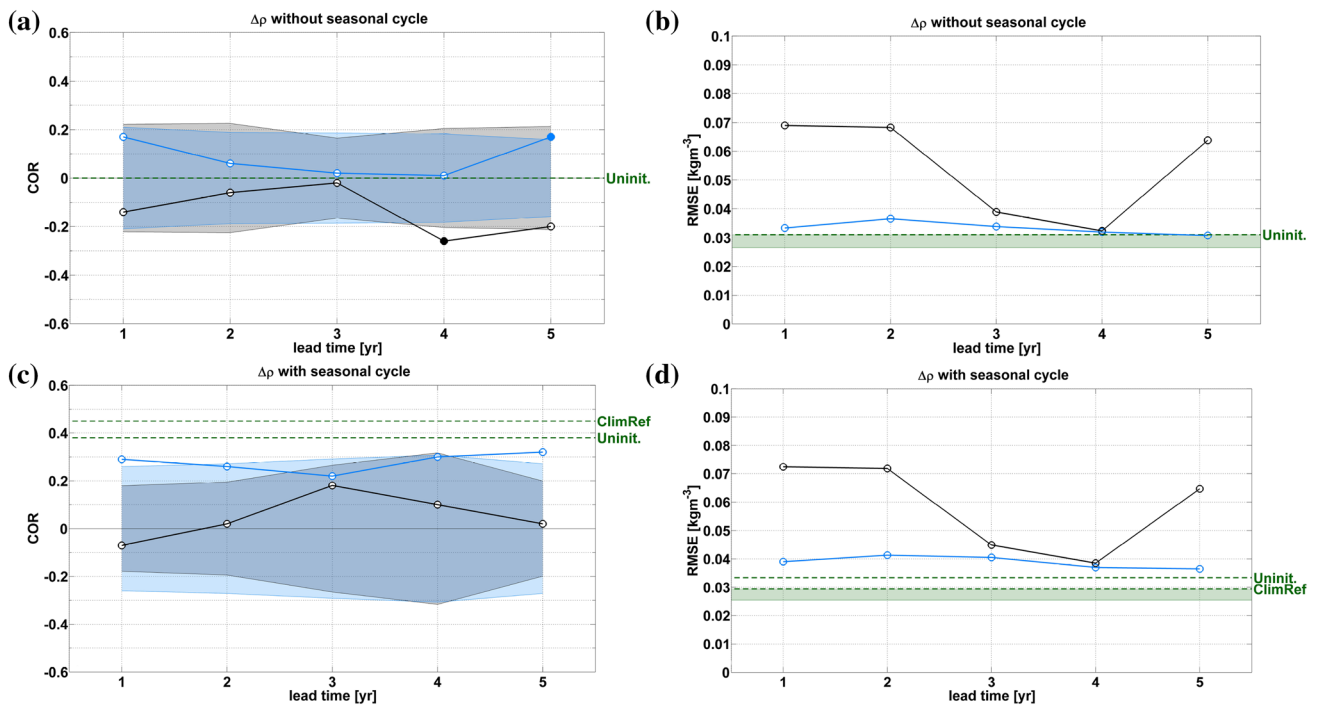 (a)
Δρ without seasonal cycle
0.6
0.4
0.2
0
-0.2
-0.4
-0.6
COR
Uninit.
1 2 3 4 5
lead time [yr]
(b)
Δρ without seasonal cycle
0.1
0.09
0.08
0.07
0.06
0.05
0.04
0.03
0.02
0.01
0
RMSE [kgm⁻³]
Uninit.
1 2 3 4 5
lead time [yr]
(c)
Δρ with seasonal cycle
0.6
0.4
0.2
0
-0.2
-0.4
-0.6
COR
ClimRef
Uninit.
1 2 3 4 5
lead time [yr]
(d)
Δρ with seasonal cycle
0.1
0.09
0.08
0.07
0.06
0.05
0.04
0.03
0.02
0.01
0
RMSE [kgm⁻³]
Uninit.
ClimRef
1 2 3 4 5
lead time [yr]